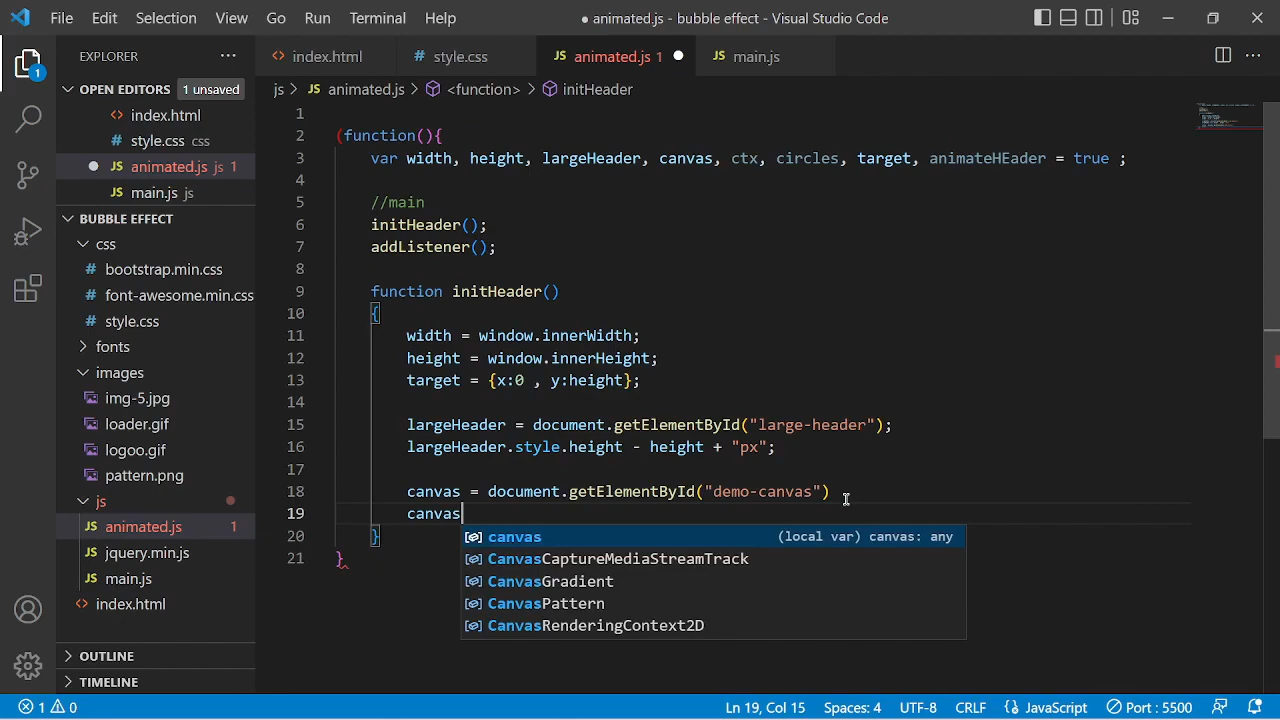 File Edit Selection View Go Run Terminal Help
● animated.js - bubble effect - Visual Studio Code
EXPLORER ···
index.html
style.css
JS animated.js 1 ●
JS main.js
···
1
js > JS animated.js > <function> > initHeader
OPEN EDITORS 1 unsaved
index.html
style.css css
animated.js js 1
main.js js
BUBBLE EFFECT
css
bootstrap.min.css
font-awesome.min.css
style.css
fonts
images
img-5.jpg
loader.gif
logoo.gif
pattern.png
js
animated.js 1
jquery.min.js
main.js
index.html
OUTLINE
TIMELINE
1
2 (function(){
3 var width, height, largeHeader, canvas, ctx, circles, target, animateHEader = true ;
4
5 //main
6 initHeader();
7 addListener();
8
9 function initHeader()
10 {
11 width = window.innerWidth;
12 height = window.innerHeight;
13 target = {x:0 , y:height};
14
15 largeHeader = document.getElementById("large-header");
16 largeHeader.style.height - height + "px";
17
18 canvas = document.getElementById("demo-canvas")
19 canvas
20 }
21 }
canvas (local var) canvas: any
CanvasCaptureMediaStreamTrack
CanvasGradient
CanvasPattern
CanvasRenderingContext2D
1 0 Ln 19, Col 15 Spaces: 4 UTF-8 CRLF {} JavaScript Port : 5500